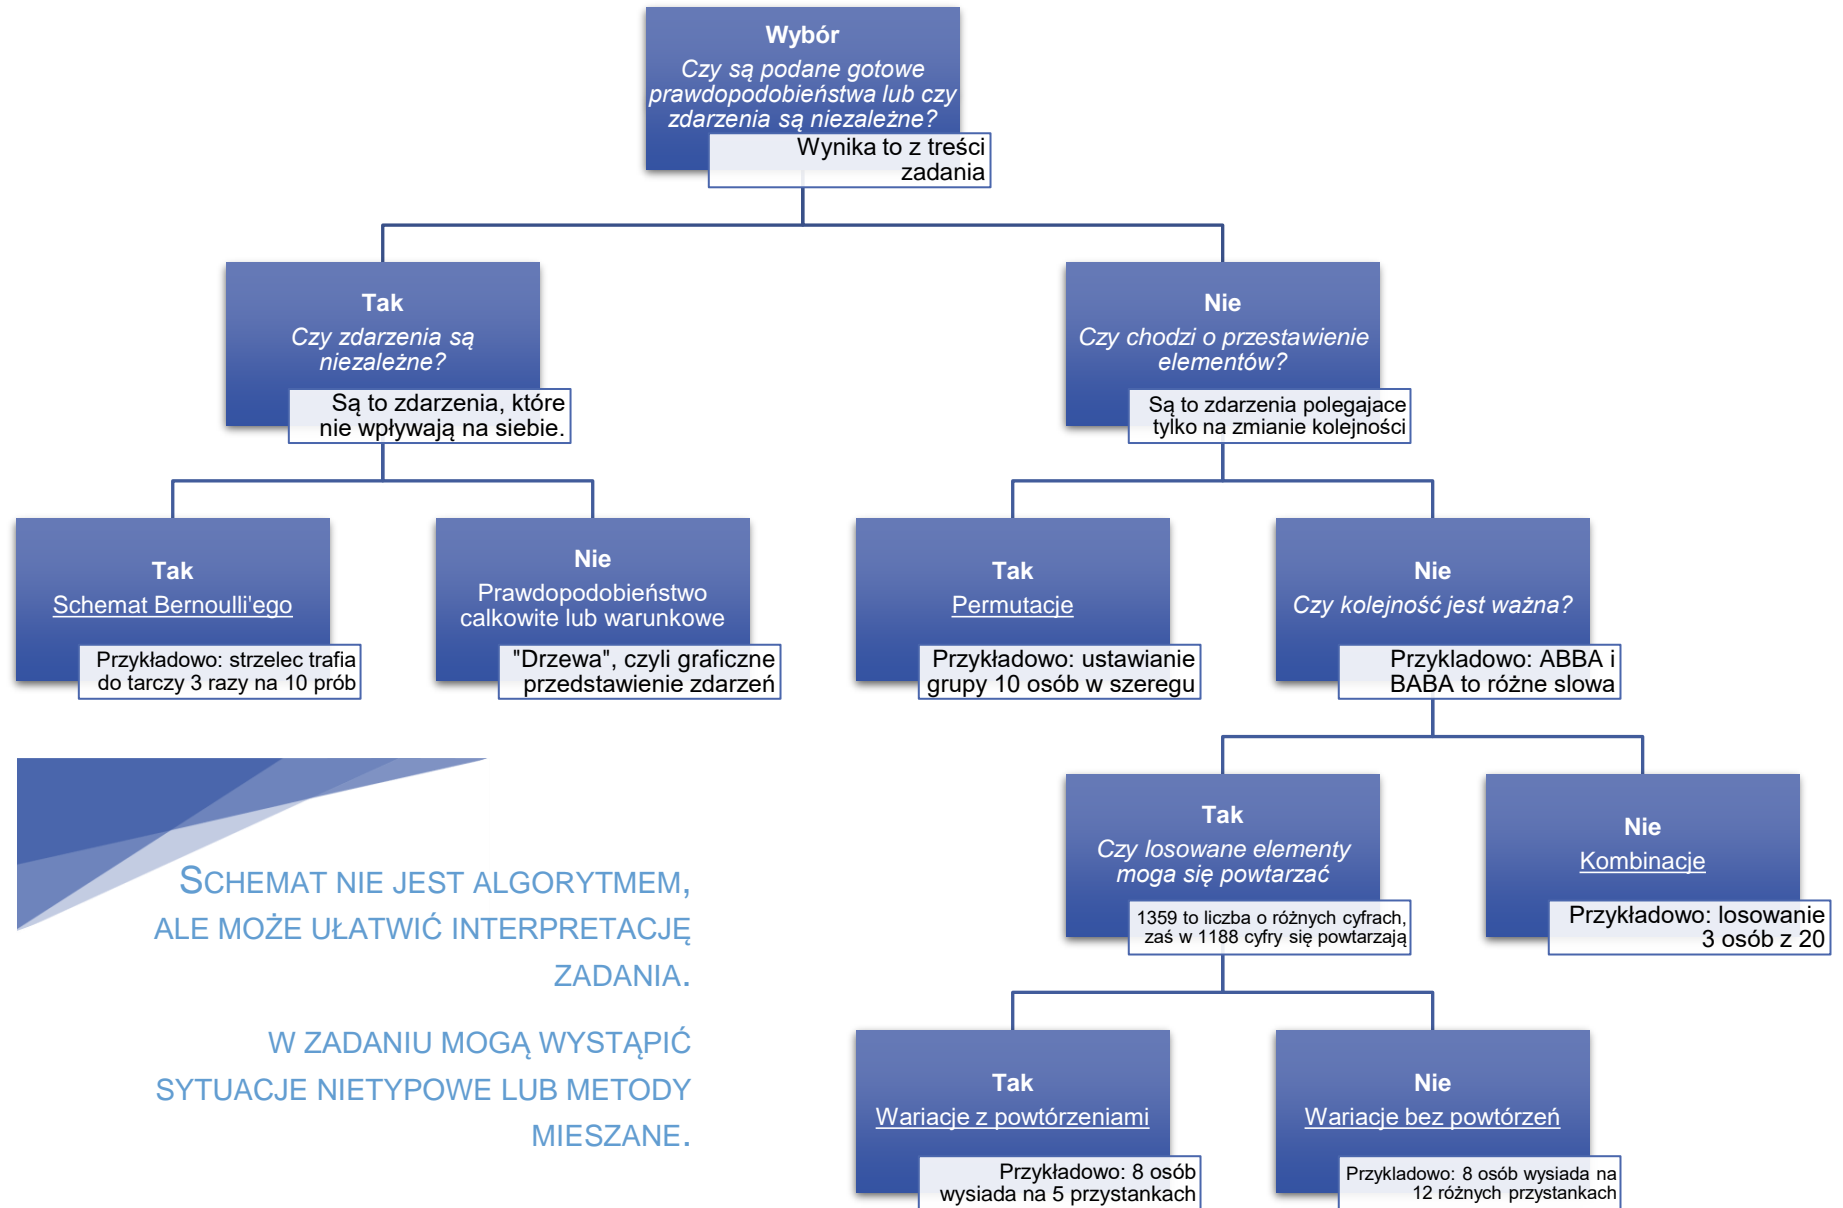 Wybór
Czy są podane gotowe
prawdopodobieństwa lub czy
zdarzenia są niezależne?
Wynika to z treści
zadania
Tak
Czy zdarzenia są
niezależne?
Są to zdarzenia, które
nie wpływają na siebie.
Nie
Czy chodzi o przestawienie
elementów?
Są to zdarzenia polegajace
tylko na zmianie kolejności
Tak
Schemat Bernoulli'ego
Przykładowo: strzelec trafia
do tarczy 3 razy na 10 prób
Nie
Prawdopodobieństwo
calkowite lub warunkowe
"Drzewa", czyli graficzne
przedstawienie zdarzeń
Tak
Permutacje
Przykładowo: ustawianie
grupy 10 osób w szeregu
Nie
Czy kolejność jest ważna?
Przykladowo: ABBA i
BABA to różne slowa
Tak
Czy losowane elementy
moga się powtarzać
1359 to liczba o różnych cyfrach,
zaś w 1188 cyfry się powtarzają
Nie
Kombinacje
Przykładowo: losowanie
3 osób z 20
SCHEMAT NIE JEST ALGORYTMEM,
ALE MOŻE UŁATWIĆ INTERPRETACJĘ
ZADANIA.
W ZADANIU MOGĄ WYSTĄPIĆ
SYTUACJE NIETYPOWE LUB METODY
MIESZANE.
Tak
Wariacje z powtórzeniami
Przykładowo: 8 osób
wysiada na 5 przystankach
Nie
Wariacje bez powtórzeń
Przykladowo: 8 osób wysiada na
12 różnych przystankach